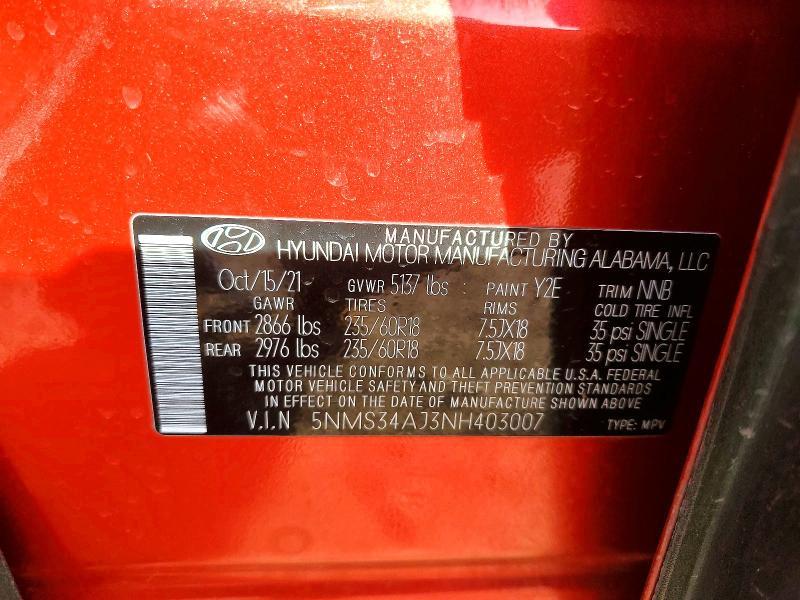 MANUFACTURED BY
HYUNDAI MOTOR MANUFACTURING ALABAMA, LLC
Oct/15/21 GVWR 5137 lbs : PAINT Y2E TRIM NNB
GAWR TIRES RIMS COLD TIRE INFL
FRONT 2866 lbs 235/60R18 7.5JX18 35 psi SINGLE
REAR 2976 lbs 235/60R18 7.5JX18 35 psi SINGLE
THIS VEHICLE CONFORMS TO ALL APPLICABLE U.S.A. FEDERAL
MOTOR VEHICLE SAFETY AND THEFT PREVENTION STANDARDS
IN EFFECT ON THE DATE OF MANUFACTURE SHOWN ABOVE
V.I.N 5NMS34AJ3NH403007 TYPE: MPV